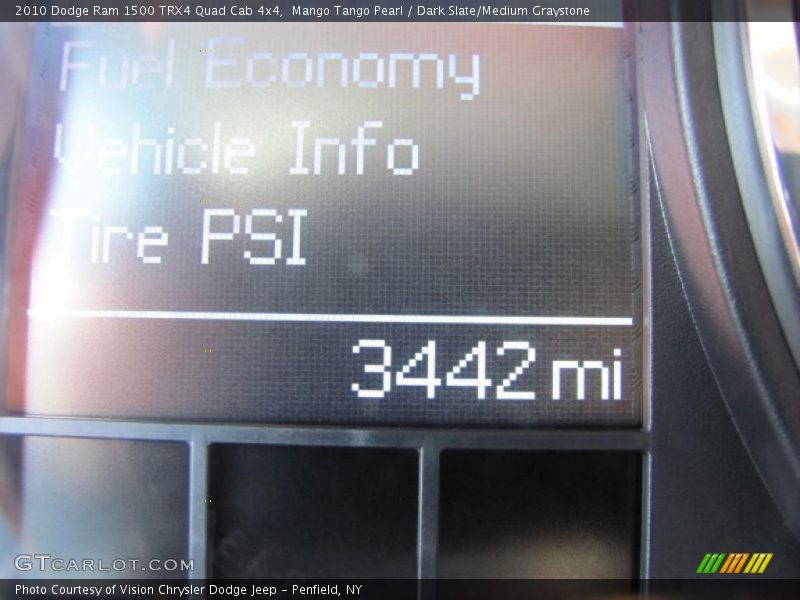 2010 Dodge Ram 1500 TRX4 Quad Cab 4x4,  Mango Tango Pearl / Dark Slate/Medium Graystone
Fuel Economy
Vehicle Info
Tire PSI
3442 mi
GTCARLOT.COM
Photo Courtesy of Vision Chrysler Dodge Jeep - Penfield, NY